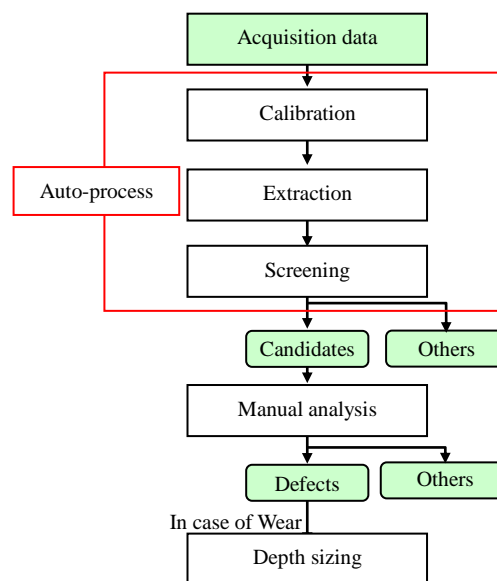 Acquisition data
Calibration
Auto-process
Extraction
Screening
Candidates
Others
Manual analysis
Defects
Others
In case of Wear
Depth sizing